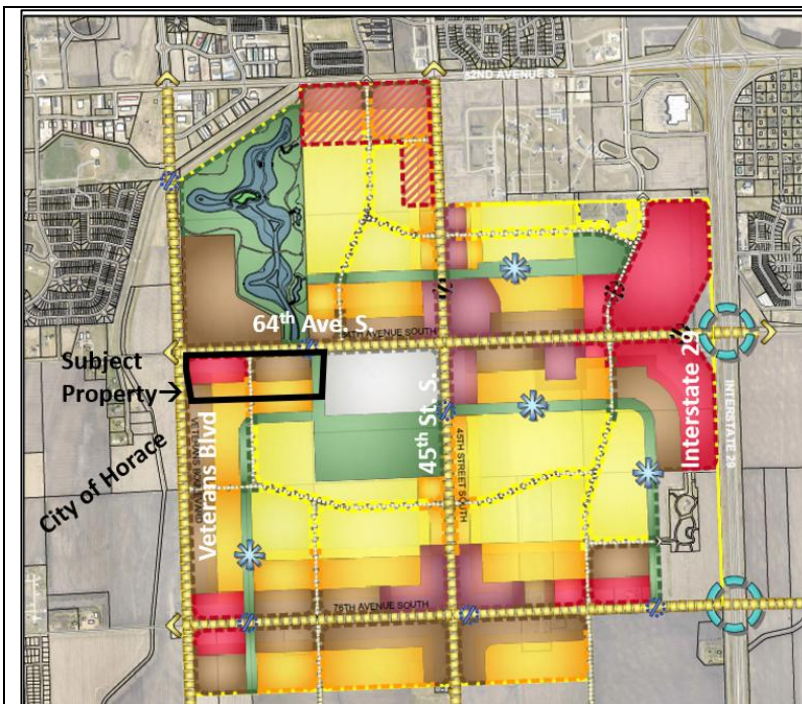 52ND AVENUE S.
64th Ave. S.
64TH AVENUE SOUTH
Subject
Property→
Interstate 29
INTERSTATE 29
45th St. S.
45TH STREET SOUTH
Veterans Blvd
City of Horace
76TH AVENUE SOUTH